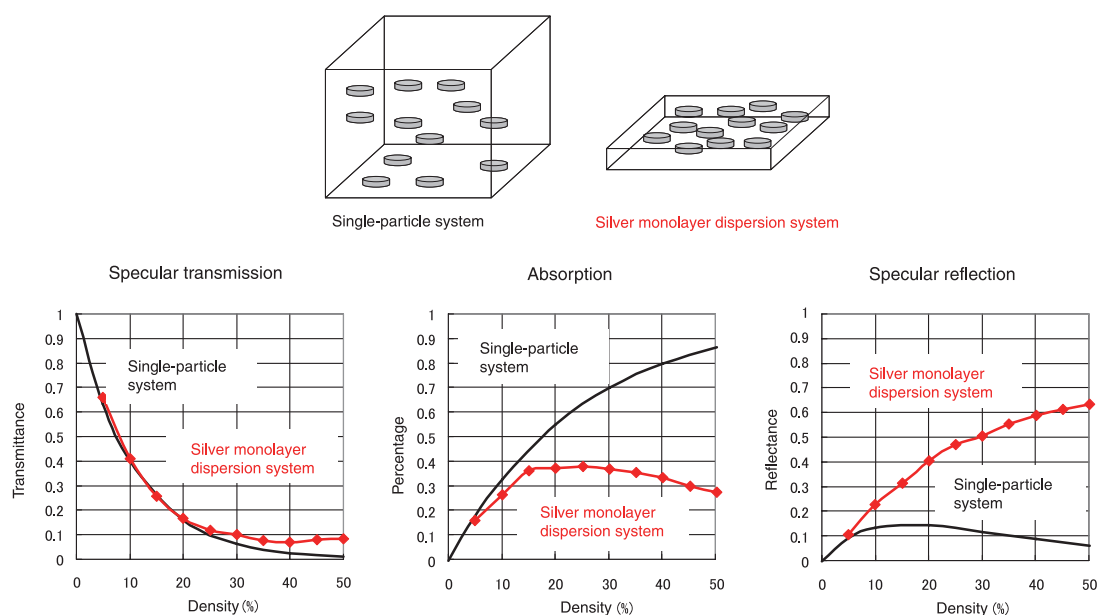 Single-particle system
Silver monolayer dispersion system
Specular transmission
Transmittance
1
0.9
0.8
0.7
0.6
0.5
0.4
0.3
0.2
0.1
0
Single-particle
system
Silver monolayer
dispersion system
0 10 20 30 40 50
Density (%)
Absorption
Percentage
1
0.9
0.8
0.7
0.6
0.5
0.4
0.3
0.2
0.1
0
Single-particle
system
Silver monolayer
dispersion system
0 10 20 30 40 50
Density (%)
Specular reflection
Reflectance
1
0.9
0.8
0.7
0.6
0.5
0.4
0.3
0.2
0.1
0
Silver monolayer
dispersion system
Single-particle
system
0 10 20 30 40 50
Density (%)